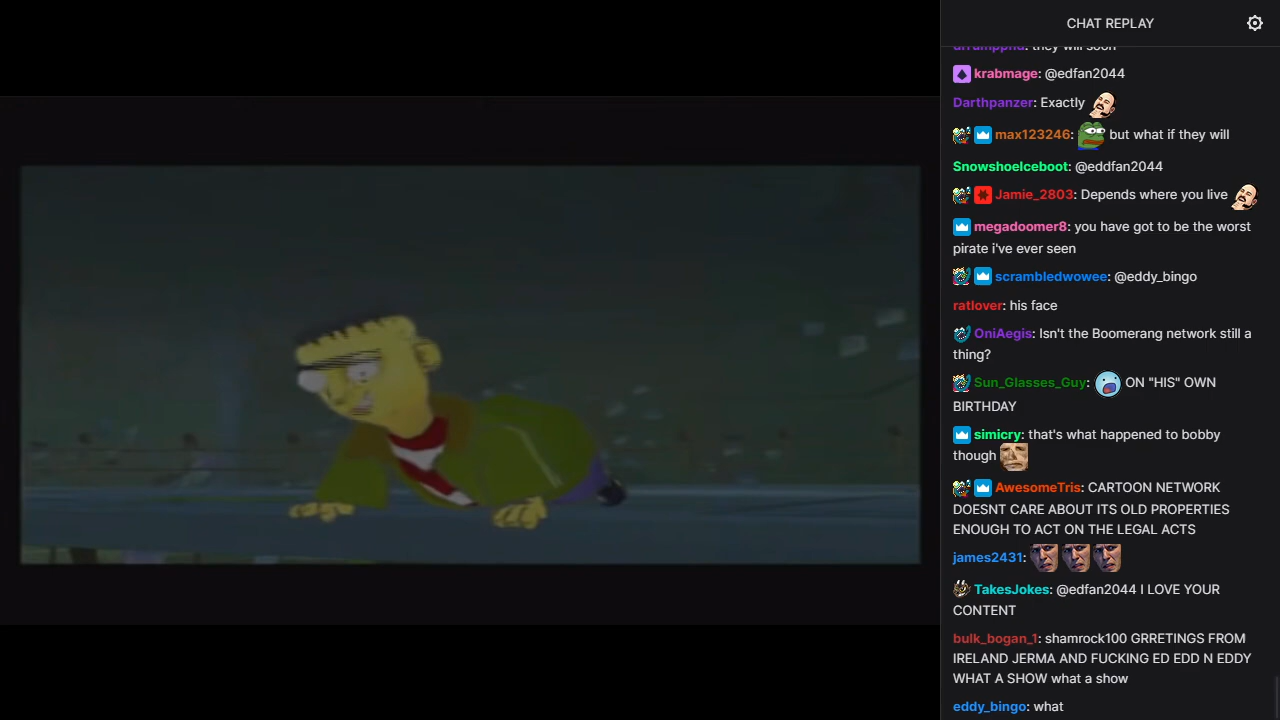 CHAT REPLAY
drrumpphd: they will soon
krabmage: @edfan2044
Darthpanzer: Exactly
max123246: but what if they will
SnowshoeIceboot: @eddfan2044
Jamie_2803: Depends where you live
megadoomer8: you have got to be the worst
pirate i've ever seen
scrambledwowee: @eddy_bingo
ratlover: his face
OniAegis: Isn't the Boomerang network still a
thing?
Sun_Glasses_Guy: ON "HIS" OWN
BIRTHDAY
simicry: that's what happened to bobby
though
AwesomeTris: CARTOON NETWORK
DOESNT CARE ABOUT ITS OLD PROPERTIES
ENOUGH TO ACT ON THE LEGAL ACTS
james2431:
TakesJokes: @edfan2044 I LOVE YOUR
CONTENT
bulk_bogan_1: shamrock100 GRRETINGS FROM
IRELAND JERMA AND FUCKING ED EDD N EDDY
WHAT A SHOW what a show
eddy_bingo: what